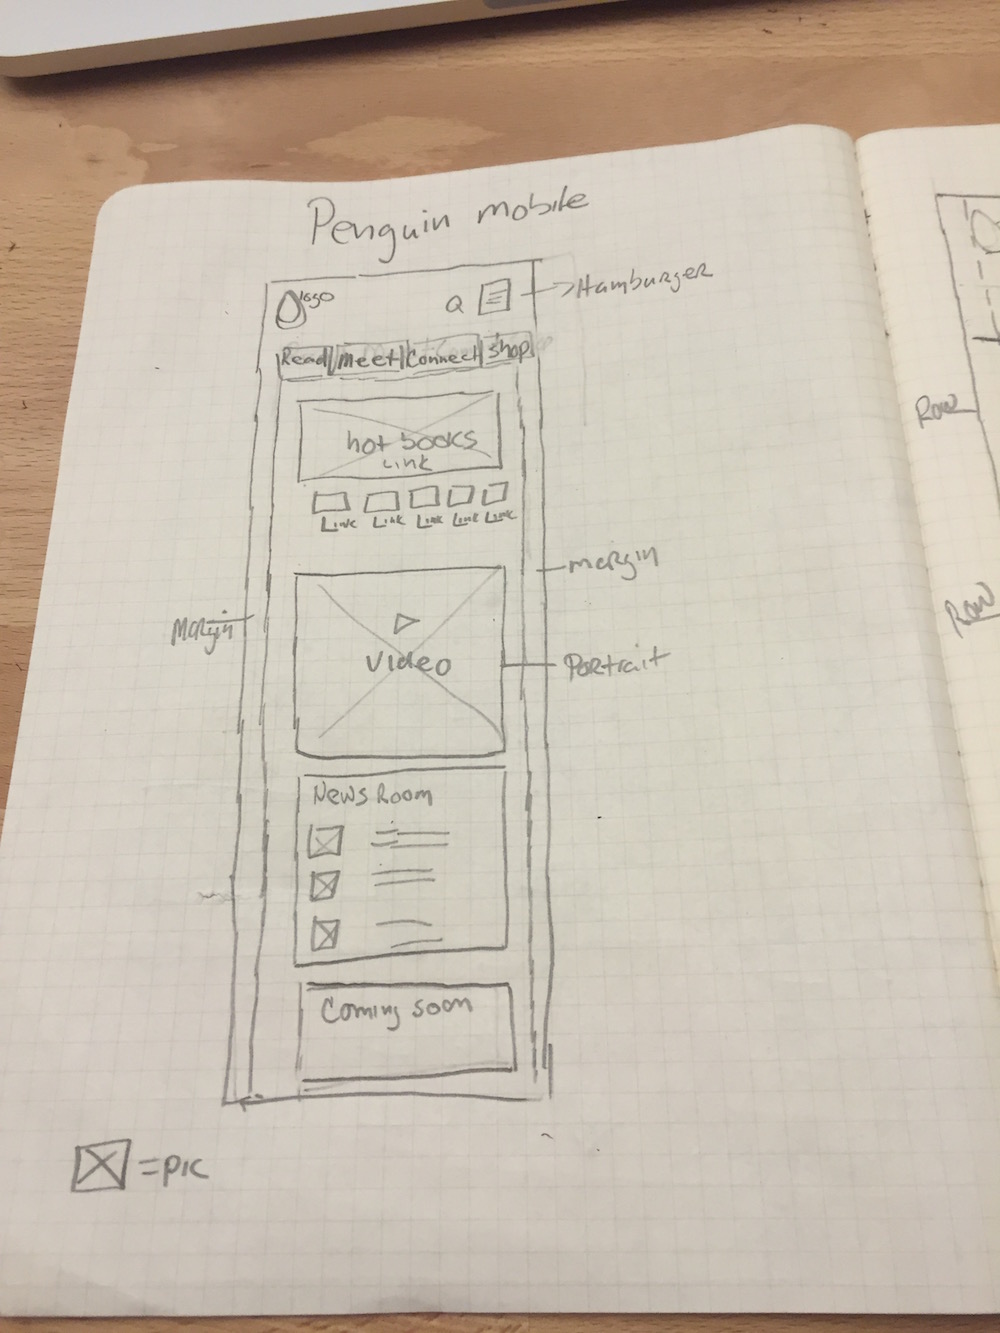 Penguin mobile
logo
Q
Hamburger
Read meet Connect shop
hot books
Link
Link Link Link Link Link
margin
Margin
Video
Portrait
News Room
Coming soon
=pic
Row
Row